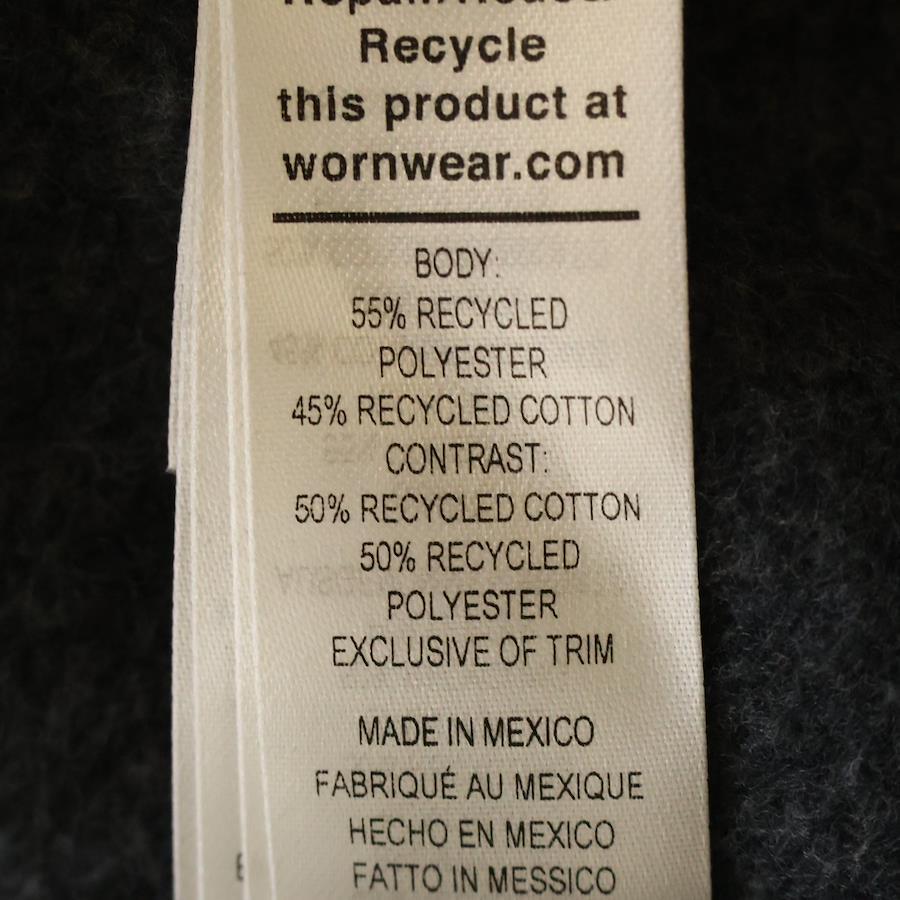 Recycle
this product at
wornwear.com
BODY:
55% RECYCLED
POLYESTER
45% RECYCLED COTTON
CONTRAST:
50% RECYCLED COTTON
50% RECYCLED
POLYESTER
EXCLUSIVE OF TRIM
MADE IN MEXICO
FABRIQUÉ AU MEXIQUE
HECHO EN MEXICO
FATTO IN MESSICO